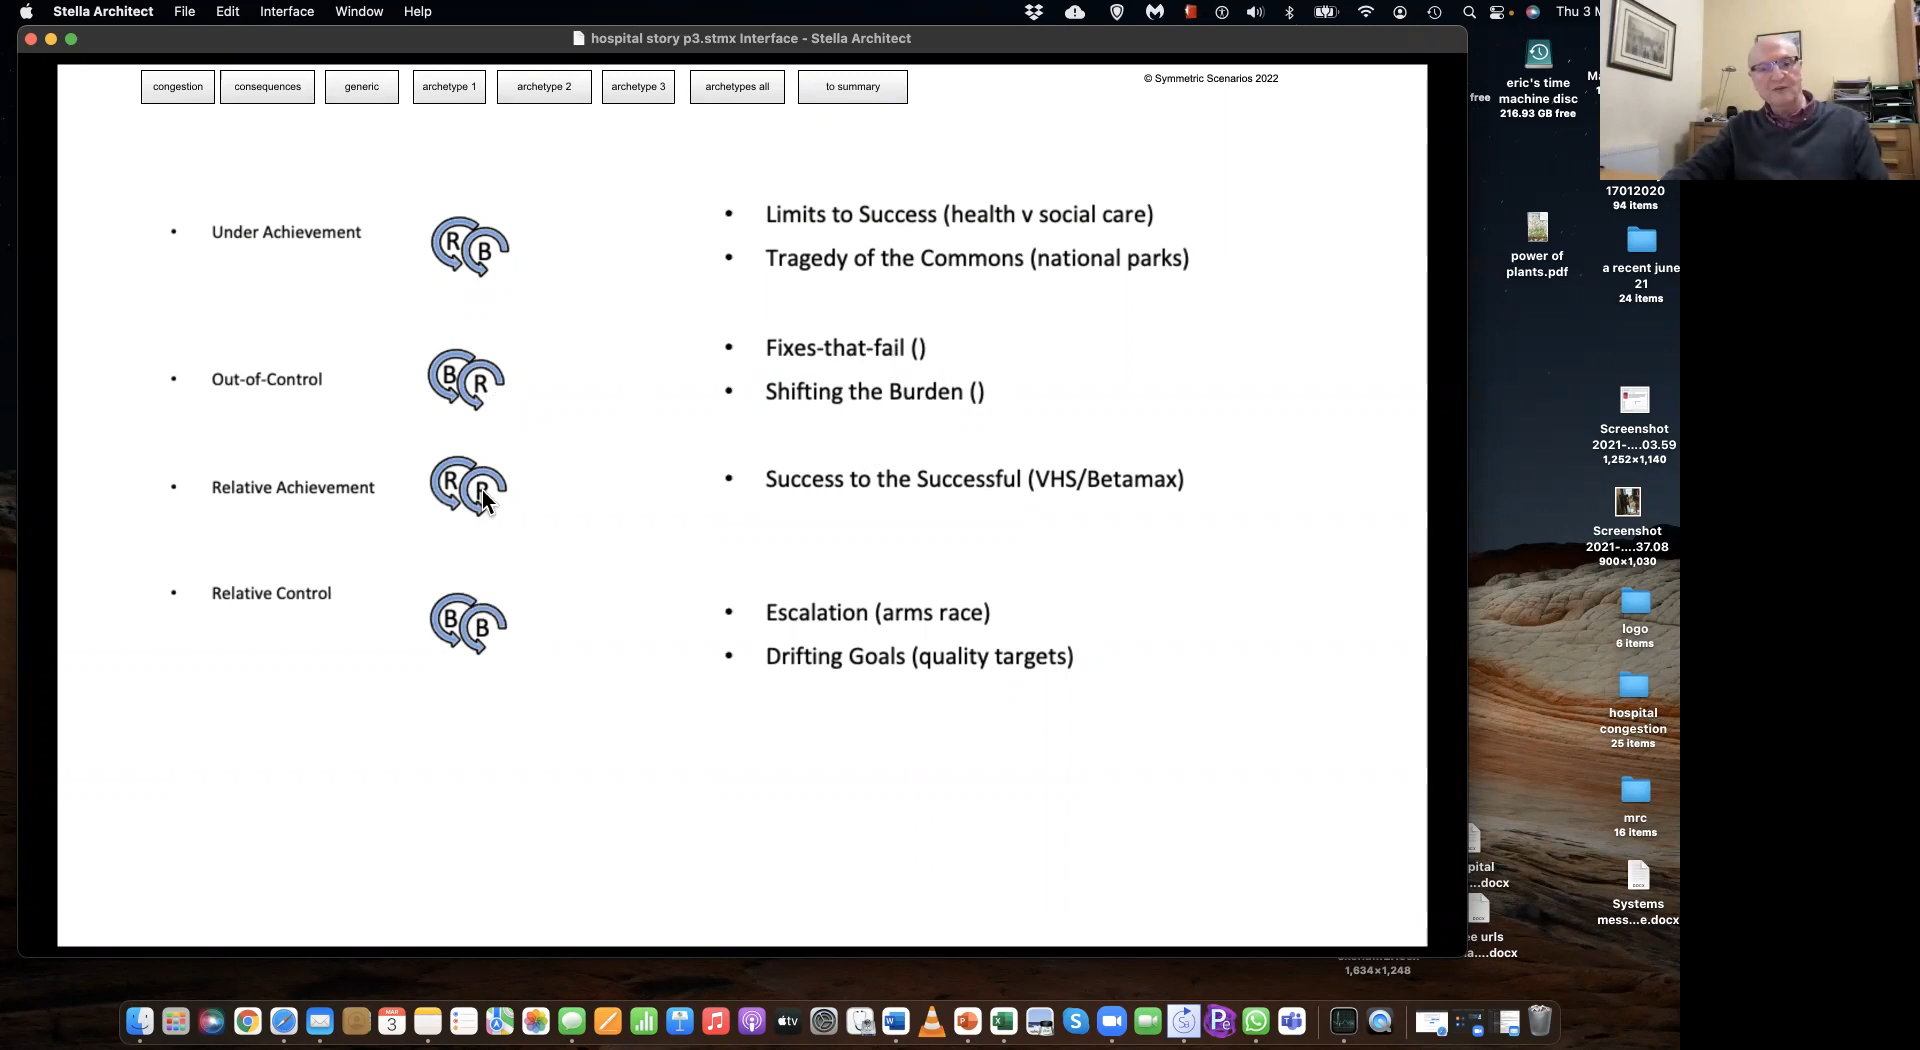 Stella Architect File Edit Interface Window Help
Thu 3 M
hospital story p3.stmx Interface - Stella Architect
congestion consequences generic archetype 1 archetype 2 archetype 3 archetypes all to summary
© Symmetric Scenarios 2022
• Under Achievement
R B
• Limits to Success (health v social care)
• Tragedy of the Commons (national parks)
• Out-of-Control
B R
• Fixes-that-fail ()
• Shifting the Burden ()
• Relative Achievement
R R
• Success to the Successful (VHS/Betamax)
• Relative Control
B B
• Escalation (arms race)
• Drifting Goals (quality targets)
eric's time
machine disc
216.93 GB free
free
17012020
94 items
power of
plants.pdf
a recent june
21
24 items
Screenshot
2021-....03.59
1,252×1,140
Screenshot
2021-....37.08
900×1,030
logo
6 items
hospital
congestion
25 items
mrc
16 items
pital
...docx
Systems
mess...e.docx
ee urls
a....docx
1,634×1,248
MAR
3
tv